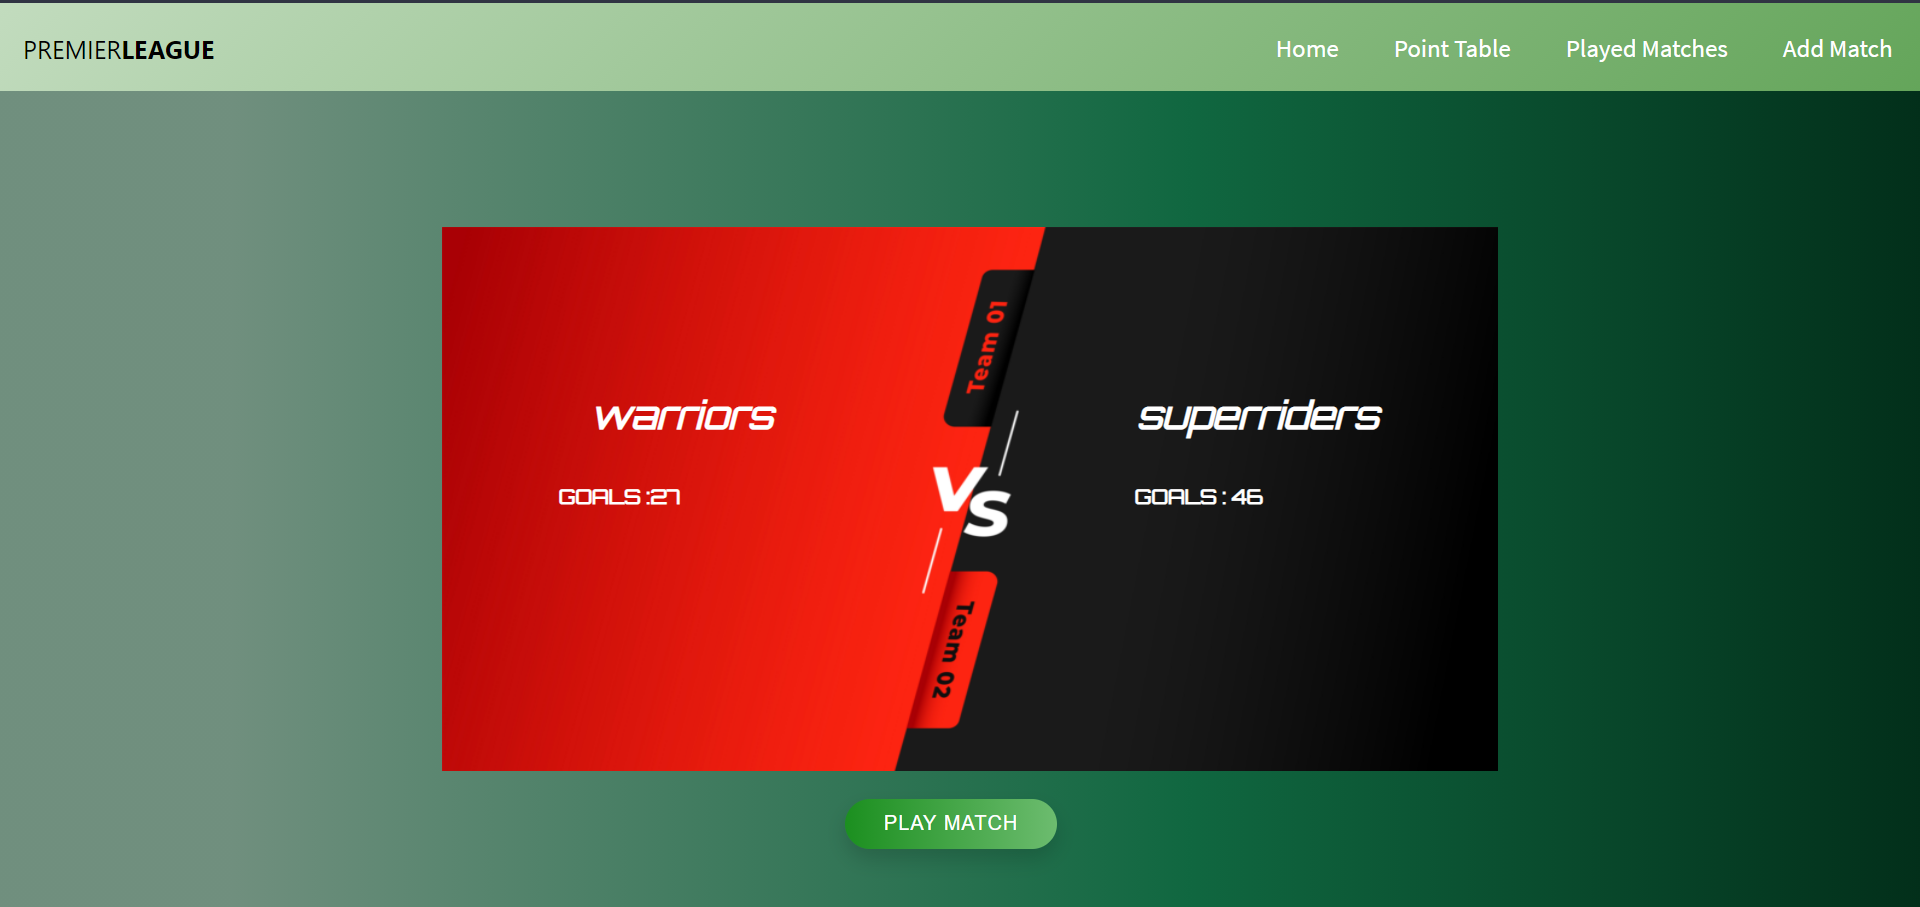 PREMIERLEAGUE
Home
Point Table
Played Matches
Add Match
Team 01
warriors
superriders
GOALS :27
VS
GOALS : 46
Team 02
PLAY MATCH